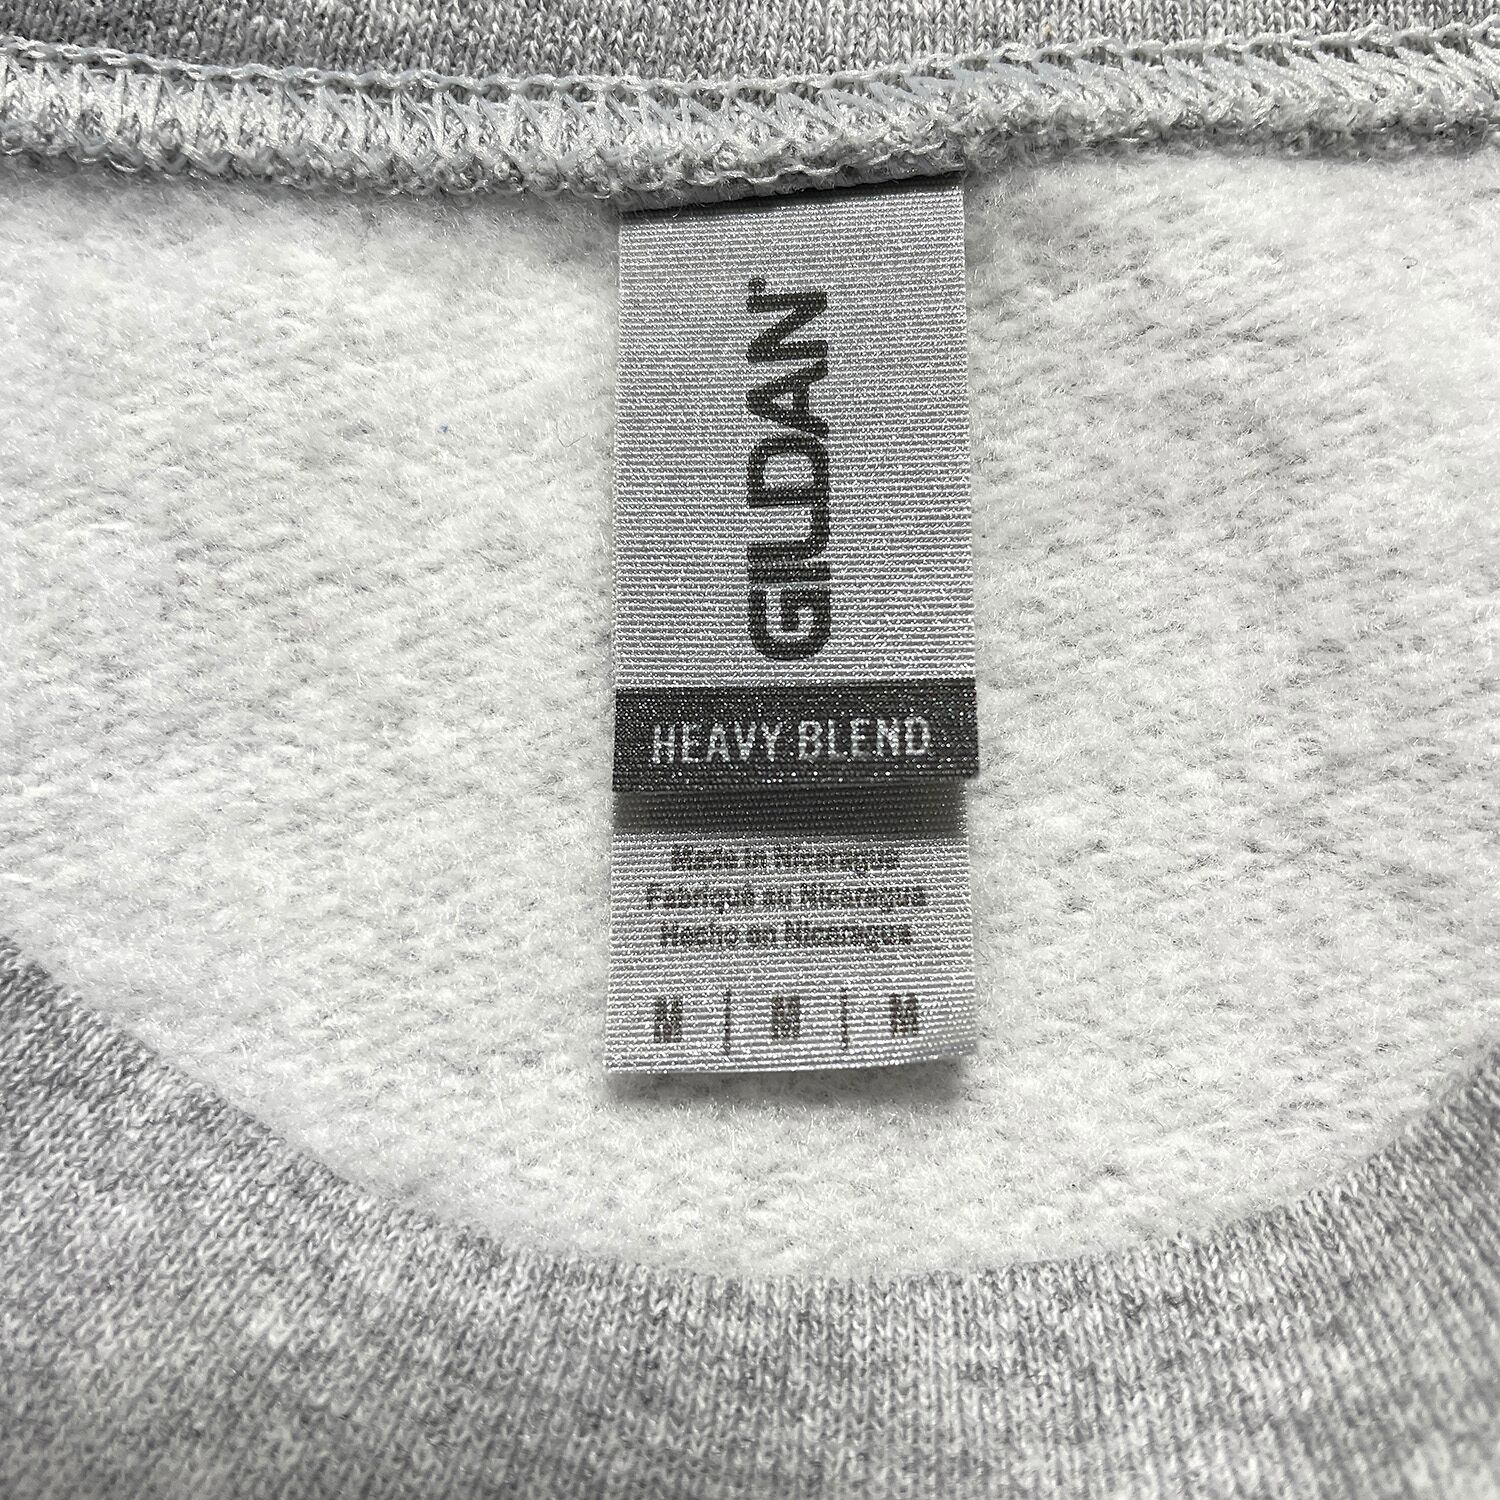 GILDAN
HEAVY BLEND
Made in Nicaragua
Fabriqué au Nicaragua
Hecho en Nicaragua
M | M | M